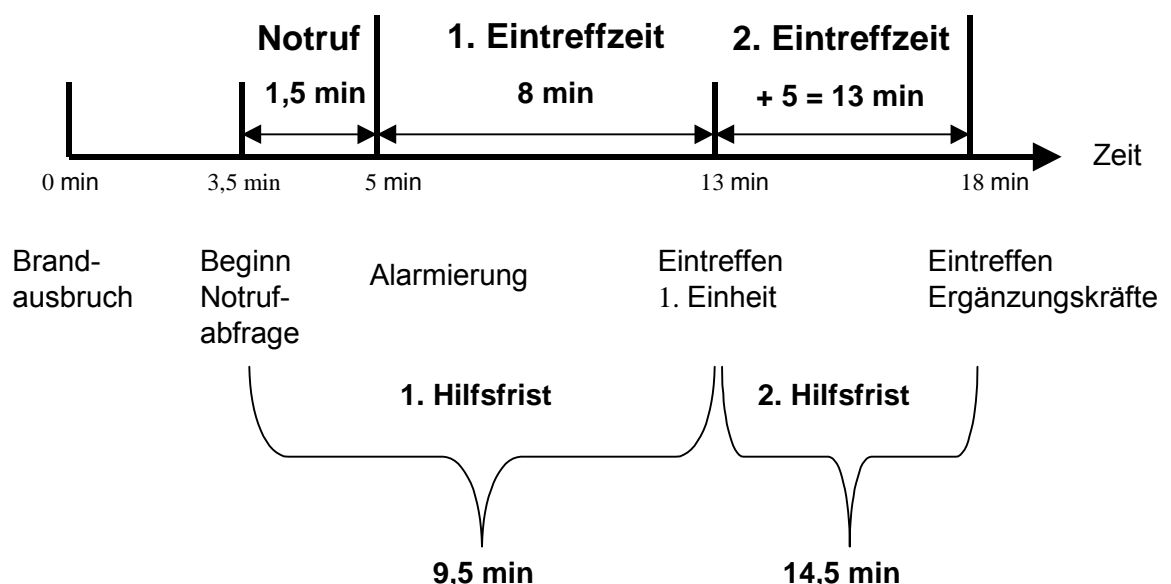 Notruf
1,5 min
1. Eintreffzeit
8 min
2. Eintreffzeit
+ 5 = 13 min
Zeit
0 min
3,5 min
5 min
13 min
18 min
Brand-
ausbruch
Beginn
Notruf-
abfrage
Alarmierung
Eintreffen
1. Einheit
Eintreffen
Ergänzungskräfte
1. Hilfsfrist
2. Hilfsfrist
9,5 min
14,5 min